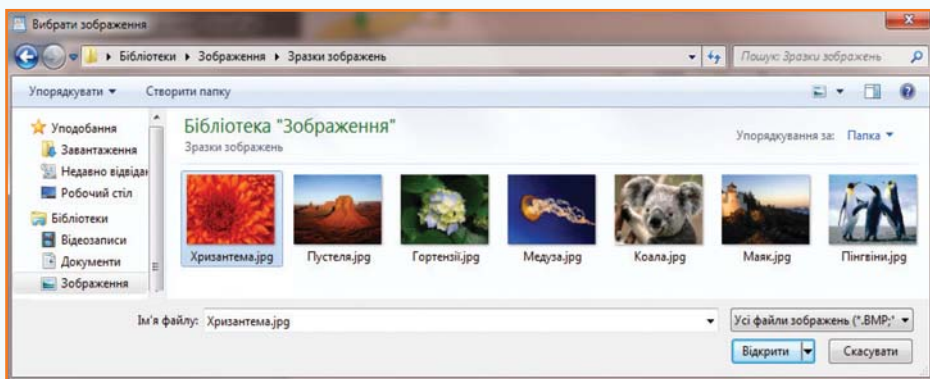 Вибрати зображення
Бібліотеки ▸ Зображення ▸ Зразки зображень
Пошук: Зразки зображень
Упорядкувати
Створити папку
Уподобання
Завантаження
Недавно відвідан
Робочий стіл
Бібліотеки
Відеозаписи
Документи
Зображення
Бібліотека "Зображення"
Зразки зображень
Упорядкування за: Папка
Хризантема.jpg
Пустеля.jpg
Гортензії.jpg
Медуза.jpg
Коала.jpg
Маяк.jpg
Пінгвіни.jpg
Ім'я файлу: Хризантема.jpg
Усі файли зображень (*.BMP;*
Відкрити
Скасувати